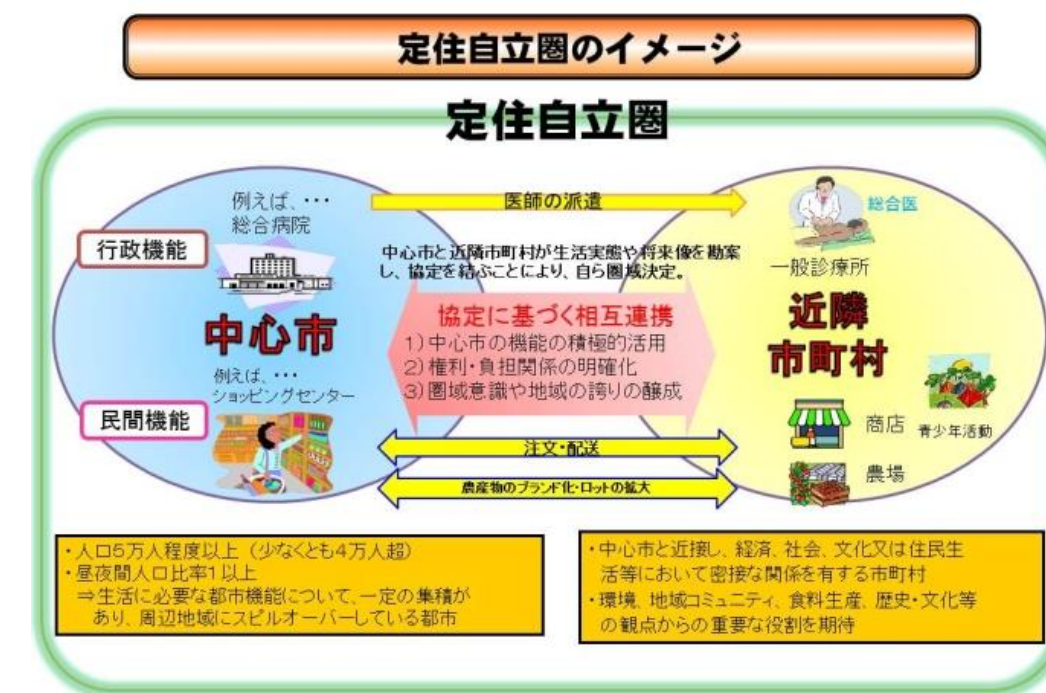 定住自立圏のイメージ
定住自立圏
例えば、・・・
総合病院
行政機能
中心市
例えば、・・・
ショッピングセンター
民間機能
医師の派遣
中心市と近隣市町村が生活実態や将来像を勘案
し、協定を結ぶことにより、自ら圏域決定。
協定に基づく相互連携
1)中心市の機能の積極的活用
2)権利・負担関係の明確化
3)圏域意識や地域の誇りの醸成
注文・配送
農産物のブランド化・ロットの拡大
総合医
一般診療所
近隣
市町村
商店
青少年活動
農場
・人口5万人程度以上（少なくとも4万人超）
・昼夜間人口比率1以上
⇒生活に必要な都市機能について、一定の集積が
あり、周辺地域にスピルオーバーしている都市
・中心市と近接し、経済、社会、文化又は住民生
活等において密接な関係を有する市町村
・環境、地域コミュニティ、食料生産、歴史・文化等
の観点からの重要な役割を期待